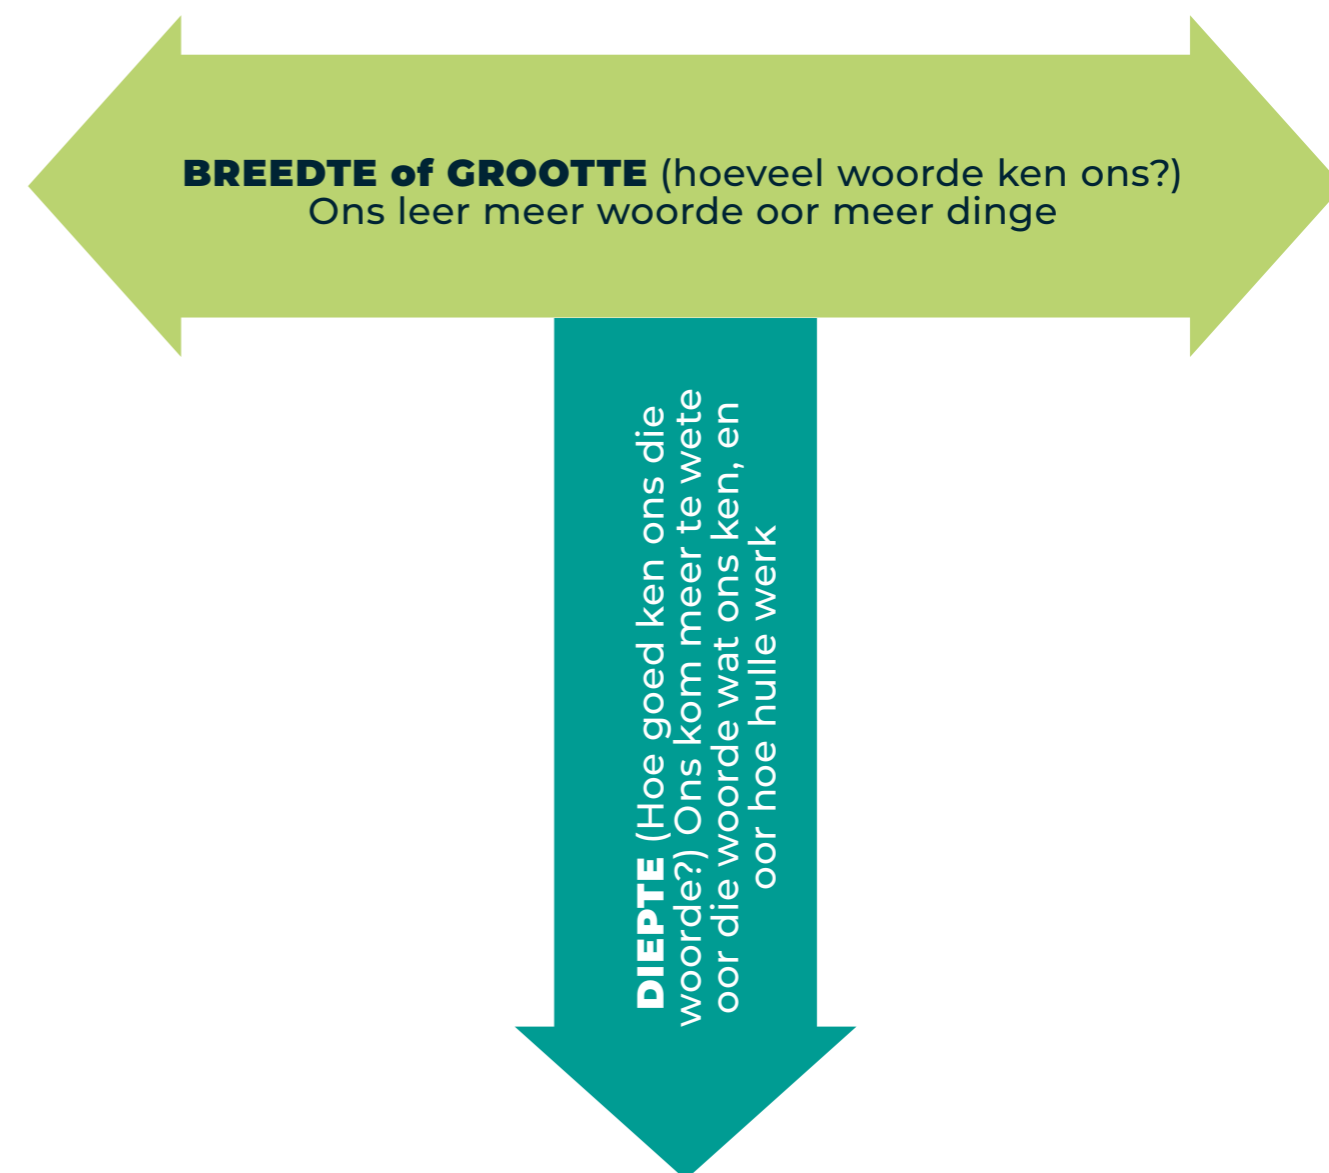 BREEDTE of GROOTTE (hoeveel woorde ken ons?)
Ons leer meer woorde oor meer dinge
DIEPTE (Hoe goed ken ons die
woorde?) Ons kom meer te wete
oor die woorde wat ons ken, en
oor hoe hulle werk